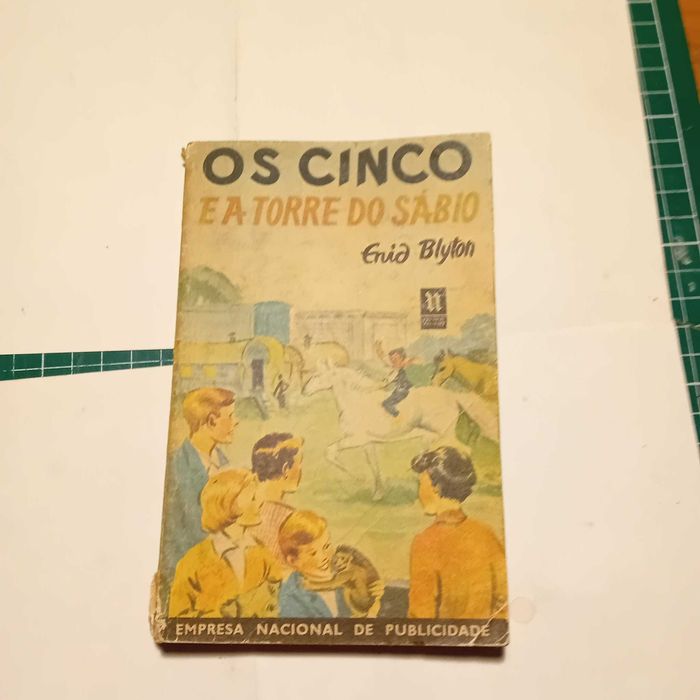 OS CINCO
E A TORRE DO SÁBIO
Enid Blyton
EMPRESA NACIONAL DE PUBLICIDADE